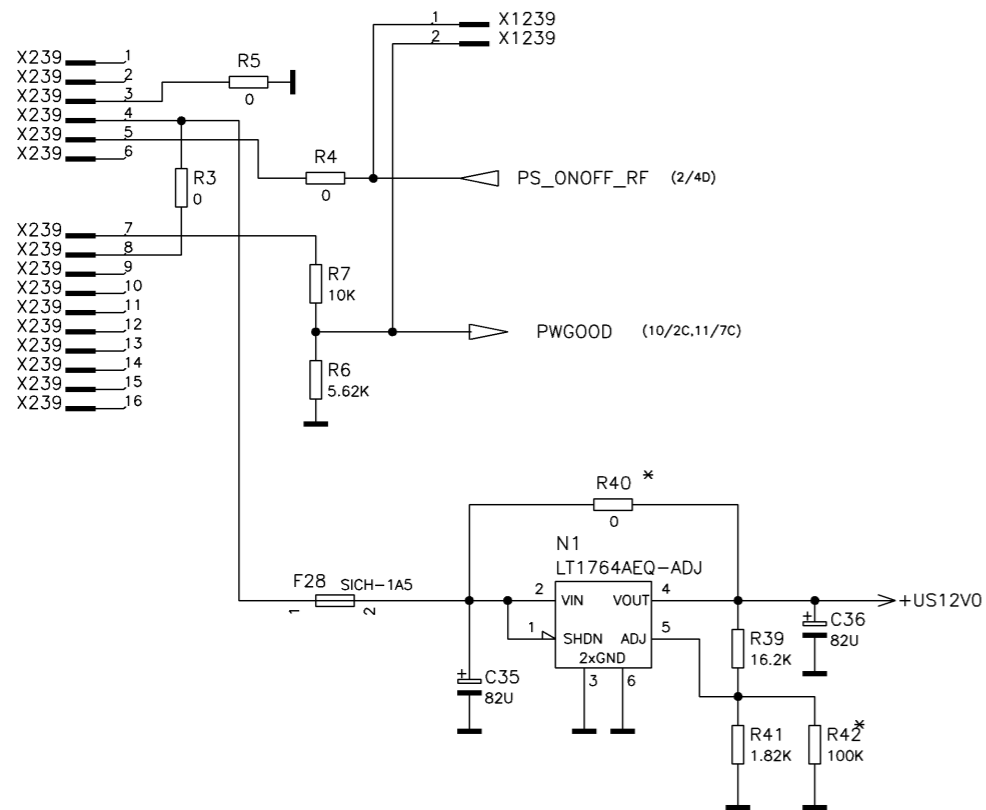 1 X1239
2 X1239
X239 1
X239 2
X239 3
X239 4
X239 5
X239 6
R5
0
R4
0
R3
0
PS_ONOFF_RF (2/4D)
X239 7
X239 8
X239 9
X239 10
X239 11
X239 12
X239 13
X239 14
X239 15
X239 16
R7
10K
PWGOOD (10/2C,11/7C)
R6
5.62K
R40 *
0
N1
LT1764AEQ-ADJ
F28 SICH-1A5
1 2
2 VIN VOUT 4
1 SHDN ADJ 5
2xGND
3 6
+US12V0
+ C36
82U
R39
16.2K
+ C35
82U
R41
1.82K
R42 *
100K